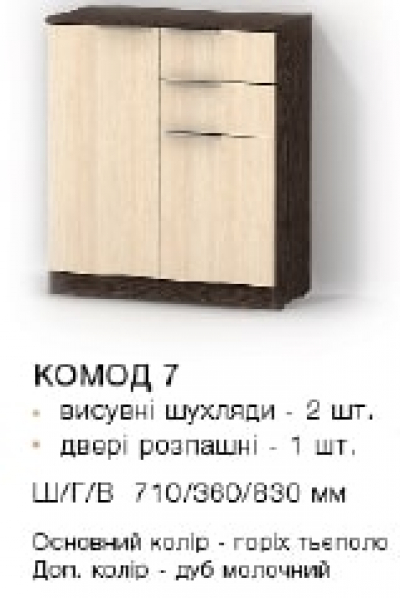 КОМОД 7
• висувні шухляди - 2 шт.
• двері розпашні - 1 шт.
Ш/Г/В 710/360/830 мм
Основний колір - горіх тьєполо
Доп. колір - дуб молочний